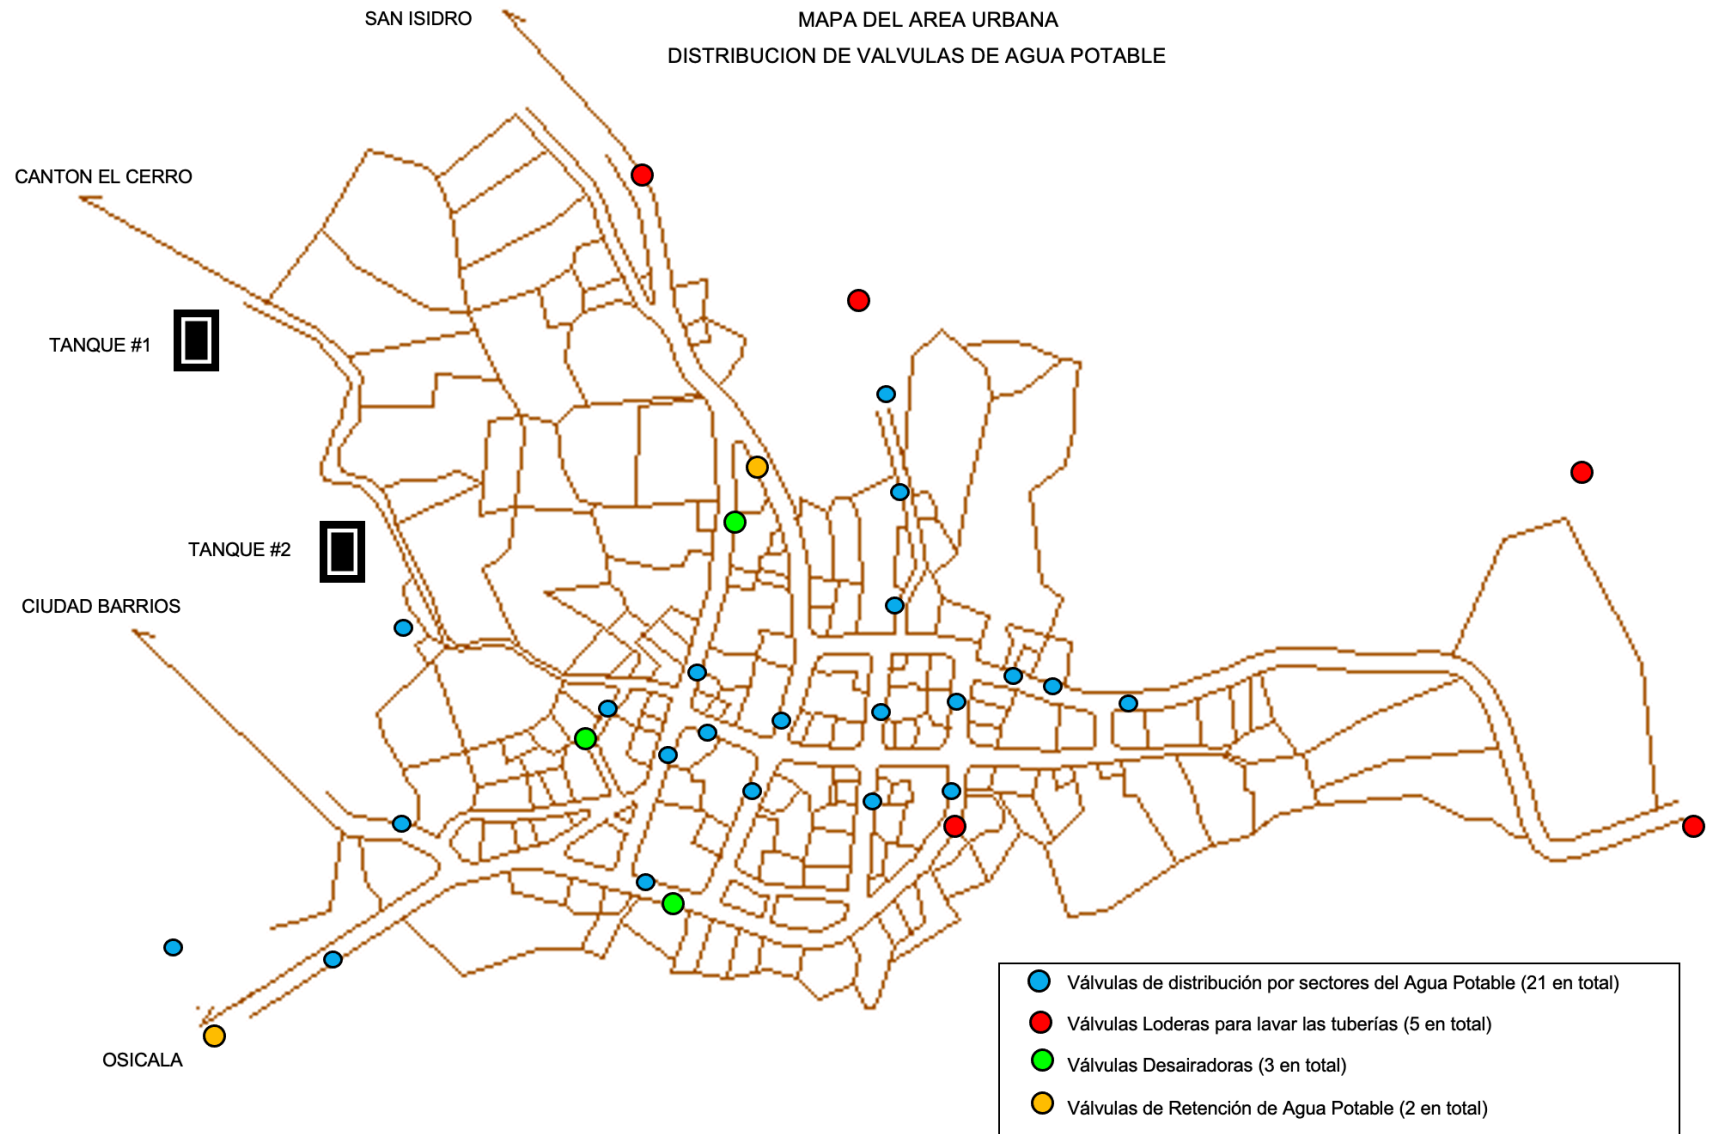 SAN ISIDRO
MAPA DEL AREA URBANA
DISTRIBUCION DE VALVULAS DE AGUA POTABLE
CANTON EL CERRO
TANQUE #1
TANQUE #2
CIUDAD BARRIOS
OSICALA
Válvulas de distribución por sectores del Agua Potable (21 en total)
Válvulas Loderas para lavar las tuberías (5 en total)
Válvulas Desairadoras (3 en total)
Válvulas de Retención de Agua Potable (2 en total)